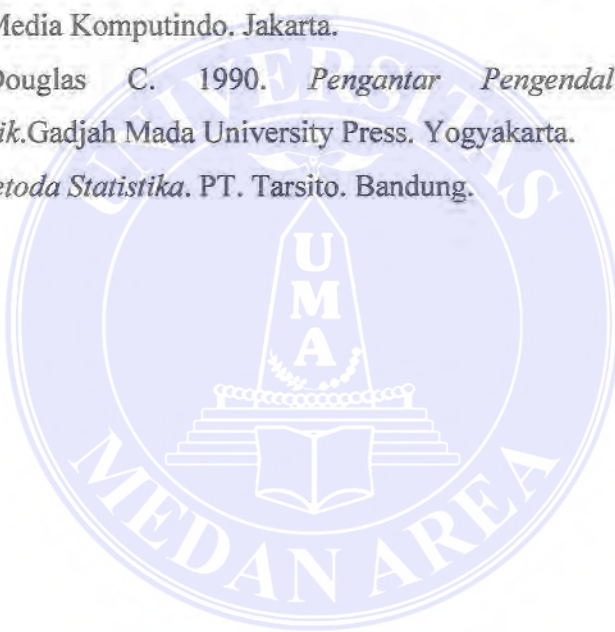 Media Komputindo. Jakarta.
Douglas C. 1990. Pengantar Pengendal
ik.Gadjah Mada University Press. Yogyakarta.
etoda Statistika. PT. Tarsito. Bandung.
UNIVERSITAS
UMA
MEDAN AREA